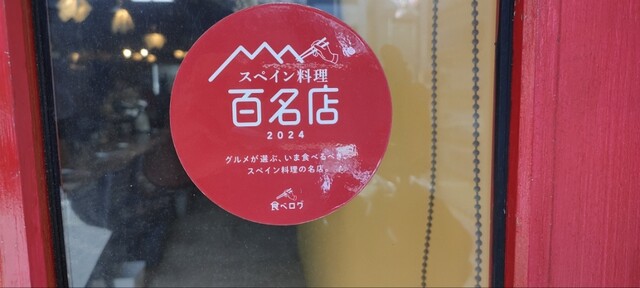 スペイン料理
百名店
2024
グルメが選ぶ、いま食べるべき
スペイン料理の名店。
食べログ